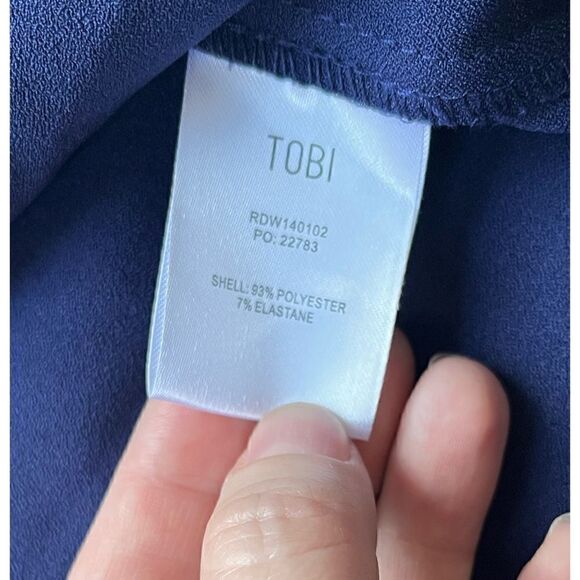 TOBI
RDW140102
PO: 22783
SHELL: 93% POLYESTER
7% ELASTANE